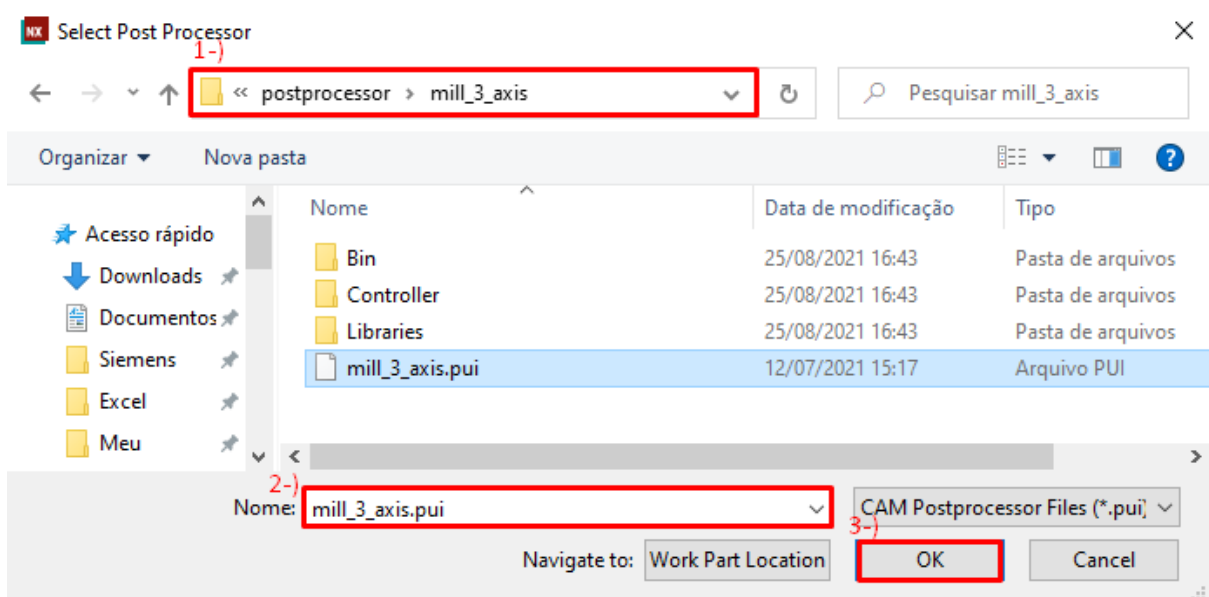 NX Select Post Processor
1-)
« postprocessor > mill_3_axis Pesquisar mill_3_axis
Organizar Nova pasta ?
Nome Data de modificação Tipo
Acesso rápido
Downloads
Documentos
Siemens
Excel
Meu
Bin 25/08/2021 16:43 Pasta de arquivos
Controller 25/08/2021 16:43 Pasta de arquivos
Libraries 25/08/2021 16:43 Pasta de arquivos
mill_3_axis.pui 12/07/2021 15:17 Arquivo PUI
2-)
Nome: mill_3_axis.pui CAM Postprocessor Files (*.pui)
3-)
Navigate to: Work Part Location OK Cancel